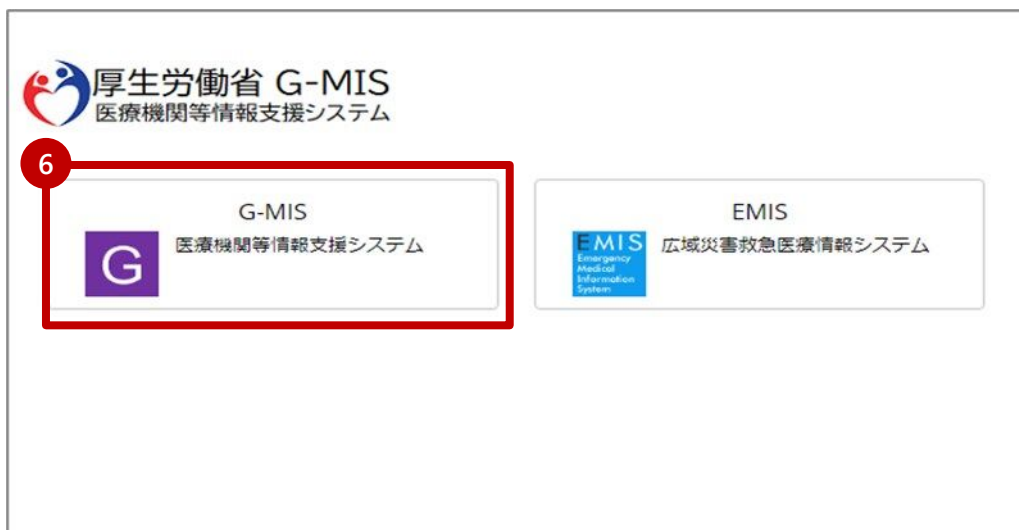 厚生労働省 G-MIS
医療機関等情報支援システム
6
G-MIS
G
医療機関等情報支援システム
EMIS
EMIS
Emergency
Medical
Information
System
広域災害救急医療情報システム